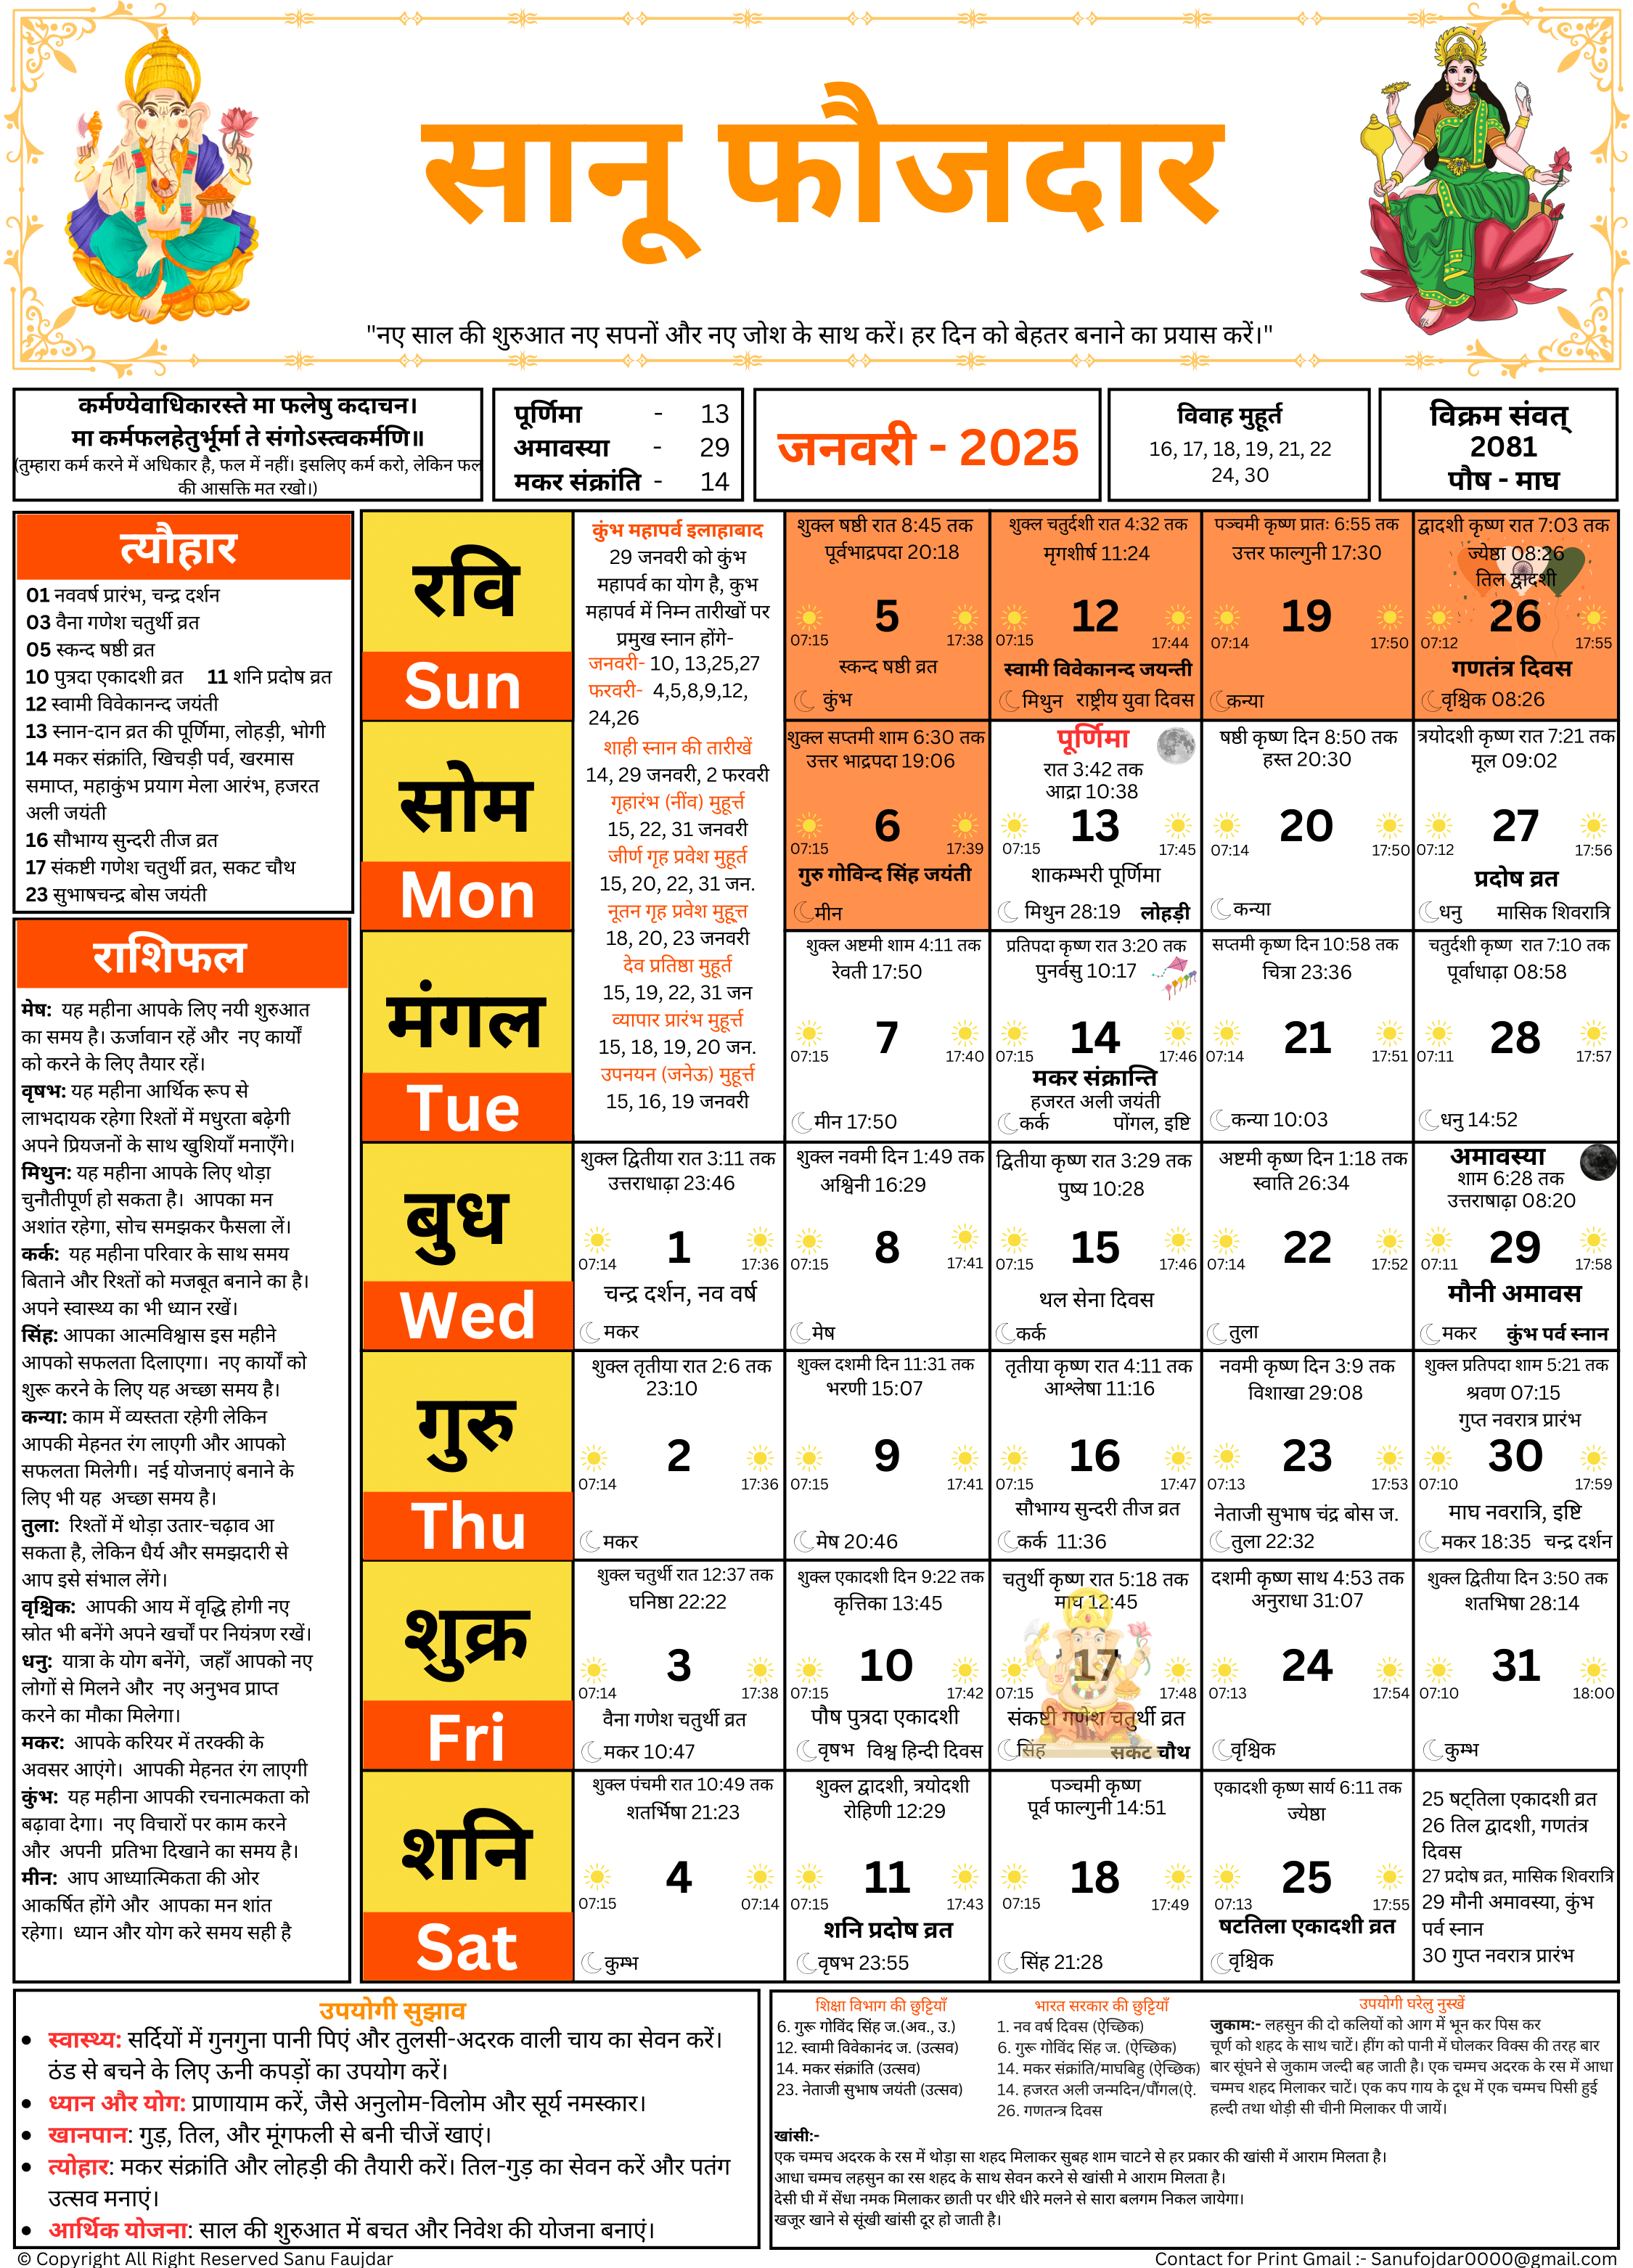 सानू फौजदार
"नए साल की शुरुआत नए सपनों और नए जोश के साथ करें। हर दिन को बेहतर बनाने का प्रयास करें।"
कर्मण्येवाधिकारस्ते मा फलेषु कदाचन।
मा कर्मफलहेतुर्भूर्मा ते संगोऽस्त्वकर्मणि॥
(तुम्हारा कर्म करने में अधिकार है, फल में नहीं। इसलिए कर्म करो, लेकिन फल
की आसक्ति मत रखो।)
पूर्णिमा - 13
अमावस्या - 29
मकर संक्रांति - 14
जनवरी - 2025
विवाह मुहूर्त
16, 17, 18, 19, 21, 22
24, 30
विक्रम संवत्
2081
पौष - माघ
त्यौहार
01 नववर्ष प्रारंभ, चन्द्र दर्शन
03 वैना गणेश चतुर्थी व्रत
05 स्कन्द षष्ठी व्रत
10 पुत्रदा एकादशी व्रत 11 शनि प्रदोष व्रत
12 स्वामी विवेकानन्द जयंती
13 स्नान-दान व्रत की पूर्णिमा, लोहड़ी, भोगी
14 मकर संक्रांति, खिचड़ी पर्व, खरमास
समाप्त, महाकुंभ प्रयाग मेला आरंभ, हजरत
अली जयंती
16 सौभाग्य सुन्दरी तीज व्रत
17 संकष्टी गणेश चतुर्थी व्रत, सकट चौथ
23 सुभाषचन्द्र बोस जयंती
राशिफल
मेष: यह महीना आपके लिए नयी शुरुआत
का समय है। ऊर्जावान रहें और नए कार्यों
को करने के लिए तैयार रहें।
वृषभ: यह महीना आर्थिक रूप से
लाभदायक रहेगा रिश्तों में मधुरता बढ़ेगी
अपने प्रियजनों के साथ खुशियाँ मनाएँगे।
मिथुन: यह महीना आपके लिए थोड़ा
चुनौतीपूर्ण हो सकता है। आपका मन
अशांत रहेगा, सोच समझकर फैसला लें।
कर्क: यह महीना परिवार के साथ समय
बिताने और रिश्तों को मजबूत बनाने का है।
अपने स्वास्थ्य का भी ध्यान रखें।
सिंह: आपका आत्मविश्वास इस महीने
आपको सफलता दिलाएगा। नए कार्यों को
शुरू करने के लिए यह अच्छा समय है।
कन्या: काम में व्यस्तता रहेगी लेकिन
आपकी मेहनत रंग लाएगी और आपको
सफलता मिलेगी। नई योजनाएं बनाने के
लिए भी यह अच्छा समय है।
तुला: रिश्तों में थोड़ा उतार-चढ़ाव आ
सकता है, लेकिन धैर्य और समझदारी से
आप इसे संभाल लेंगे।
वृश्चिक: आपकी आय में वृद्धि होगी नए
स्रोत भी बनेंगे अपने खर्चों पर नियंत्रण रखें।
धनु: यात्रा के योग बनेंगे, जहाँ आपको नए
लोगों से मिलने और नए अनुभव प्राप्त
करने का मौका मिलेगा।
मकर: आपके करियर में तरक्की के
अवसर आएंगे। आपकी मेहनत रंग लाएगी
कुंभ: यह महीना आपकी रचनात्मकता को
बढ़ावा देगा। नए विचारों पर काम करने
और अपनी प्रतिभा दिखाने का समय है।
मीन: आप आध्यात्मिकता की ओर
आकर्षित होंगे और आपका मन शांत
रहेगा। ध्यान और योग करे समय सही है
रवि
Sun
कुंभ महापर्व इलाहाबाद
29 जनवरी को कुंभ
महापर्व का योग है, कुभ
महापर्व में निम्न तारीखों पर
प्रमुख स्नान होंगे-
जनवरी- 10, 13,25,27
फरवरी- 4,5,8,9,12,
24,26
शाही स्नान की तारीखें
14, 29 जनवरी, 2 फरवरी
गृहारंभ (नींव) मुहूर्त्त
15, 22, 31 जनवरी
जीर्ण गृह प्रवेश मुहूर्त
15, 20, 22, 31 जन.
नूतन गृह प्रवेश मुहूत्त
18, 20, 23 जनवरी
देव प्रतिष्ठा मुहूर्त
15, 19, 22, 31 जन
व्यापार प्रारंभ मुहूर्त्त
15, 18, 19, 20 जन.
उपनयन (जनेऊ) मुहूर्त्त
15, 16, 19 जनवरी
शुक्ल षष्ठी रात 8:45 तक
पूर्वभाद्रपदा 20:18
5
07:15 17:38
स्कन्द षष्ठी व्रत
कुंभ
शुक्ल चतुर्दशी रात 4:32 तक
मृगशीर्ष 11:24
12
07:15 17:44
स्वामी विवेकानन्द जयन्ती
मिथुन राष्ट्रीय युवा दिवस
पञ्चमी कृष्ण प्रातः 6:55 तक
उत्तर फाल्गुनी 17:30
19
07:14 17:50
कन्या
द्वादशी कृष्ण रात 7:03 तक
ज्येष्ठा 08:26
तिल द्वादशी
26
07:12 17:55
गणतंत्र दिवस
वृश्चिक 08:26
सोम
Mon
शुक्ल सप्तमी शाम 6:30 तक
उत्तर भाद्रपदा 19:06
6
07:15 17:39
गुरु गोविन्द सिंह जयंती
मीन
पूर्णिमा
रात 3:42 तक
आद्रा 10:38
13
07:15 17:45
शाकम्भरी पूर्णिमा
मिथुन 28:19 लोहड़ी
षष्ठी कृष्ण दिन 8:50 तक
हस्त 20:30
20
07:14 17:50
कन्या
त्रयोदशी कृष्ण रात 7:21 तक
मूल 09:02
27
07:12 17:56
प्रदोष व्रत
धनु मासिक शिवरात्रि
मंगल
Tue
शुक्ल अष्टमी शाम 4:11 तक
रेवती 17:50
7
07:15 17:40
मीन 17:50
प्रतिपदा कृष्ण रात 3:20 तक
पुनर्वसु 10:17
14
07:15 17:46
मकर संक्रान्ति
हजरत अली जयंती
कर्क पोंगल, इष्टि
सप्तमी कृष्ण दिन 10:58 तक
चित्रा 23:36
21
07:14 17:51
कन्या 10:03
चतुर्दशी कृष्ण रात 7:10 तक
पूर्वाधाढ़ा 08:58
28
07:11 17:57
धनु 14:52
बुध
Wed
शुक्ल द्वितीया रात 3:11 तक
उत्तराधाढ़ा 23:46
1
07:14 17:36
चन्द्र दर्शन, नव वर्ष
मकर
शुक्ल नवमी दिन 1:49 तक
अश्विनी 16:29
8
07:15 17:41
मेष
द्वितीया कृष्ण रात 3:29 तक
पुष्य 10:28
15
07:15 17:46
थल सेना दिवस
कर्क
अष्टमी कृष्ण दिन 1:18 तक
स्वाति 26:34
22
07:14 17:52
तुला
अमावस्या
शाम 6:28 तक
उत्तराषाढ़ा 08:20
29
07:11 17:58
मौनी अमावस
मकर कुंभ पर्व स्नान
गुरु
Thu
शुक्ल तृतीया रात 2:6 तक
23:10
2
07:14 17:36
मकर
शुक्ल दशमी दिन 11:31 तक
भरणी 15:07
9
07:15 17:41
मेष 20:46
तृतीया कृष्ण रात 4:11 तक
आश्लेषा 11:16
16
07:15 17:47
सौभाग्य सुन्दरी तीज व्रत
कर्क 11:36
नवमी कृष्ण दिन 3:9 तक
विशाखा 29:08
23
07:13 17:53
नेताजी सुभाष चंद्र बोस ज.
तुला 22:32
शुक्ल प्रतिपदा शाम 5:21 तक
श्रवण 07:15
गुप्त नवरात्र प्रारंभ
30
07:10 17:59
माघ नवरात्रि, इष्टि
मकर 18:35 चन्द्र दर्शन
शुक्र
Fri
शुक्ल चतुर्थी रात 12:37 तक
घनिष्ठा 22:22
3
07:14 17:38
वैना गणेश चतुर्थी व्रत
मकर 10:47
शुक्ल एकादशी दिन 9:22 तक
कृत्तिका 13:45
10
07:15 17:42
पौष पुत्रदा एकादशी
वृषभ विश्व हिन्दी दिवस
चतुर्थी कृष्ण रात 5:18 तक
माघ 12:45
17
07:15 17:48
संकष्टी गणेश चतुर्थी व्रत
सिंह सकट चौथ
दशमी कृष्ण साथ 4:53 तक
अनुराधा 31:07
24
07:13 17:54
वृश्चिक
शुक्ल द्वितीया दिन 3:50 तक
शतभिषा 28:14
31
07:10 18:00
कुम्भ
शनि
Sat
शुक्ल पंचमी रात 10:49 तक
शतर्भिषा 21:23
4
07:15 07:14
कुम्भ
शुक्ल द्वादशी, त्रयोदशी
रोहिणी 12:29
11
07:15 17:43
शनि प्रदोष व्रत
वृषभ 23:55
पञ्चमी कृष्ण
पूर्व फाल्गुनी 14:51
18
07:15 17:49
सिंह 21:28
एकादशी कृष्ण सार्य 6:11 तक
ज्येष्ठा
25
07:13 17:55
षटतिला एकादशी व्रत
वृश्चिक
25 षट्तिला एकादशी व्रत
26 तिल द्वादशी, गणतंत्र
दिवस
27 प्रदोष व्रत, मासिक शिवरात्रि
29 मौनी अमावस्या, कुंभ
पर्व स्नान
30 गुप्त नवरात्र प्रारंभ
उपयोगी सुझाव
• स्वास्थ्य: सर्दियों में गुनगुना पानी पिएं और तुलसी-अदरक वाली चाय का सेवन करें।
ठंड से बचने के लिए ऊनी कपड़ों का उपयोग करें।
• ध्यान और योग: प्राणायाम करें, जैसे अनुलोम-विलोम और सूर्य नमस्कार।
• खानपान: गुड़, तिल, और मूंगफली से बनी चीजें खाएं।
• त्योहार: मकर संक्रांति और लोहड़ी की तैयारी करें। तिल-गुड़ का सेवन करें और पतंग
उत्सव मनाएं।
• आर्थिक योजना: साल की शुरुआत में बचत और निवेश की योजना बनाएं।
शिक्षा विभाग की छुट्टियाँ
6. गुरू गोविंद सिंह ज.(अव., उ.)
12. स्वामी विवेकानंद ज. (उत्सव)
14. मकर संक्रांति (उत्सव)
23. नेताजी सुभाष जयंती (उत्सव)
भारत सरकार की छुट्टियाँ
1. नव वर्ष दिवस (ऐच्छिक)
6. गुरू गोविंद सिंह ज. (ऐच्छिक)
14. मकर संक्रांति/माघबिहु (ऐच्छिक)
14. हजरत अली जन्मदिन/पौंगल(ऐ.
26. गणतन्त्र दिवस
उपयोगी घरेलु नुस्खें
जुकाम:- लहसुन की दो कलियों को आग में भून कर पिस कर
चूर्ण को शहद के साथ चाटें। हींग को पानी में घोलकर विक्स की तरह बार
बार सूंघने से जुकाम जल्दी बह जाती है। एक चम्मच अदरक के रस में आधा
चम्मच शहद मिलाकर चाटें। एक कप गाय के दूध में एक चम्मच पिसी हुई
हल्दी तथा थोड़ी सी चीनी मिलाकर पी जायें।
खांसी:-
एक चम्मच अदरक के रस में थोड़ा सा शहद मिलाकर सुबह शाम चाटने से हर प्रकार की खांसी में आराम मिलता है।
आधा चम्मच लहसुन का रस शहद के साथ सेवन करने से खांसी मे आराम मिलता है।
देसी घी में सेंधा नमक मिलाकर छाती पर धीरे धीरे मलने से सारा बलगम निकल जायेगा।
खजूर खाने से सूंखी खांसी दूर हो जाती है।
© Copyright All Right Reserved Sanu Faujdar
Contact for Print Gmail :- Sanufojdar0000@gmail.com